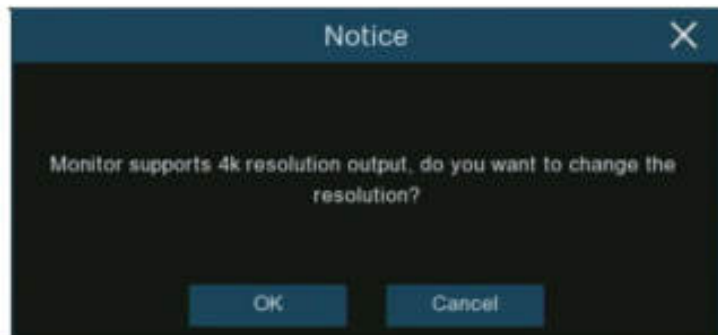 Notice
Monitor supports 4k resolution output, do you want to change the
resolution?
OK
Cancel